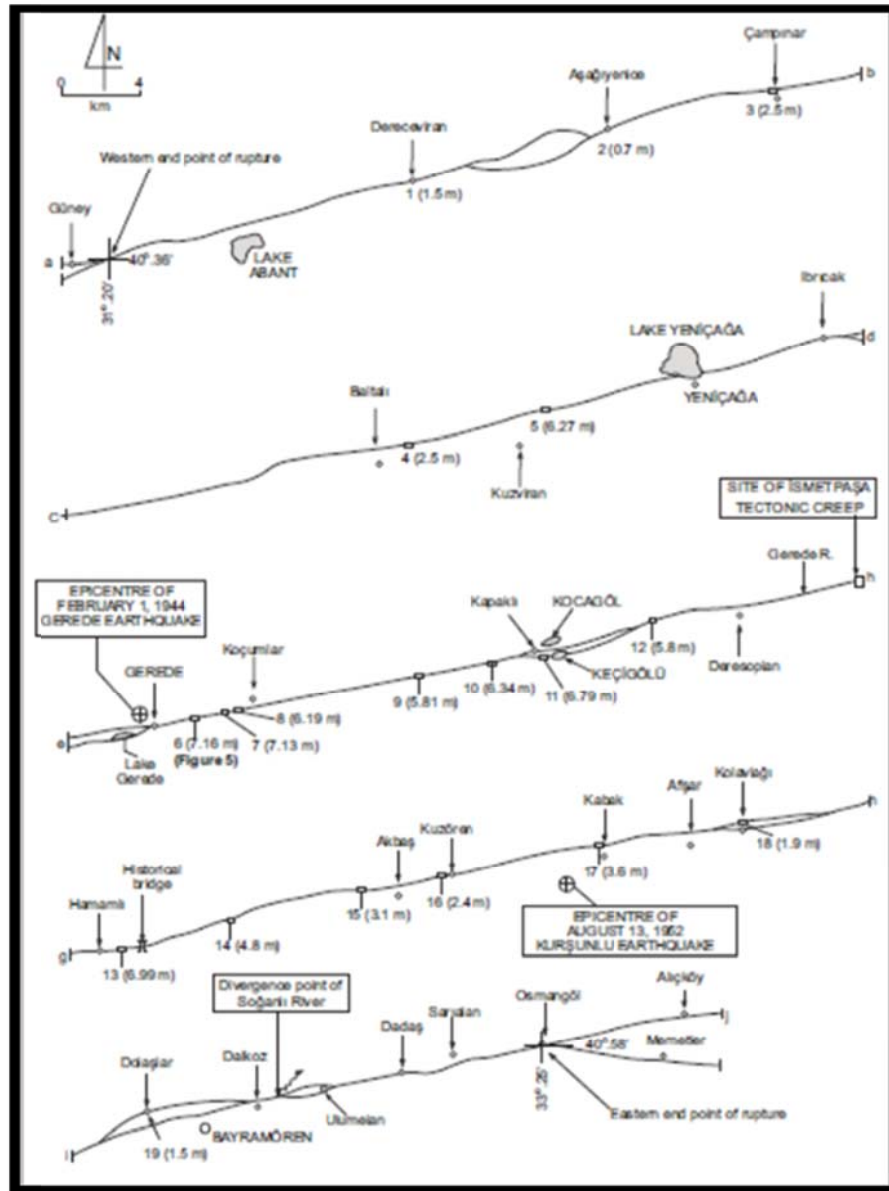 N
0 4
km
Çampınar
b
3 (2.5 m)
Aşağıyenice
2 (0.7 m)
Dereceviran
1 (1.5 m)
Western end point of rupture
Güney
a
40°.36'
31°.20'
LAKE
ABANT
Ibrıcak
d
LAKE YENİÇAĞA
YENİÇAĞA
Baltalı
5 (6.27 m)
4 (2.5 m)
Kuzviran
C
SITE OF İSMETPAŞA
TECTONIC CREEP
Gerede R.
h
EPICENTRE OF
FEBRUARY 1, 1944
GEREDE EARTHQUAKE
Kapaklı
KOCAGÖL
12 (5.8 m)
Deresoplan
KEÇİGÖLÜ
11 (6.79 m)
10 (6.34 m)
9 (5.81 m)
Koçumlar
GEREDE
8 (6.19 m)
7 (7.13 m)
6 (7.16 m)
(Figure 5)
e
Lake
Gerede
Kolavlağı
Afşar
Kabak
h
18 (1.9 m)
17 (3.6 m)
Kuzören
Akbaş
16 (2.4 m)
15 (3.1 m)
EPICENTRE OF
AUGUST 13, 1952
KURŞUNLU EARTHQUAKE
Historical
bridge
Hamamlı
14 (4.8 m)
g
13 (6.99 m)
Divergence point of
Soğanlı River
Osmangöl
Alıçköy
j
Sarıalan
Dadaş
40°.58'
Memetler
33°.25'
Eastern end point of rupture
Dolaşlar
Dalkoz
Ulumelan
BAYRAMÖREN
19 (1.5 m)
i